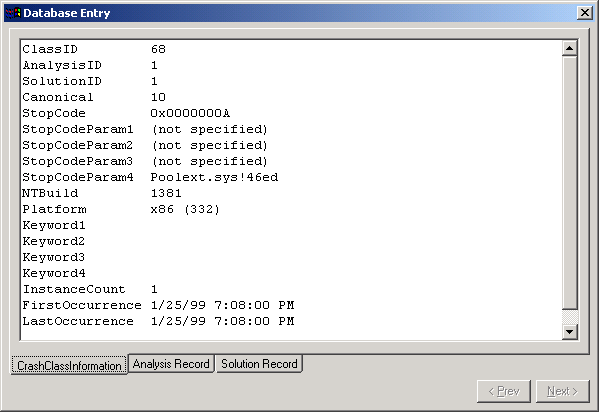 Database Entry
ClassID 68
AnalysisID 1
SolutionID 1
Canonical 10
StopCode 0x0000000A
StopCodeParam1 (not specified)
StopCodeParam2 (not specified)
StopCodeParam3 (not specified)
StopCodeParam4 Poolext.sys!46ed
NTBuild 1381
Platform x86 (332)
Keyword1
Keyword2
Keyword3
Keyword4
InstanceCount 1
FirstOccurrence 1/25/99 7:08:00 PM
LastOccurrence 1/25/99 7:08:00 PM
CrashClassInformation Analysis Record Solution Record
< Prev Next >